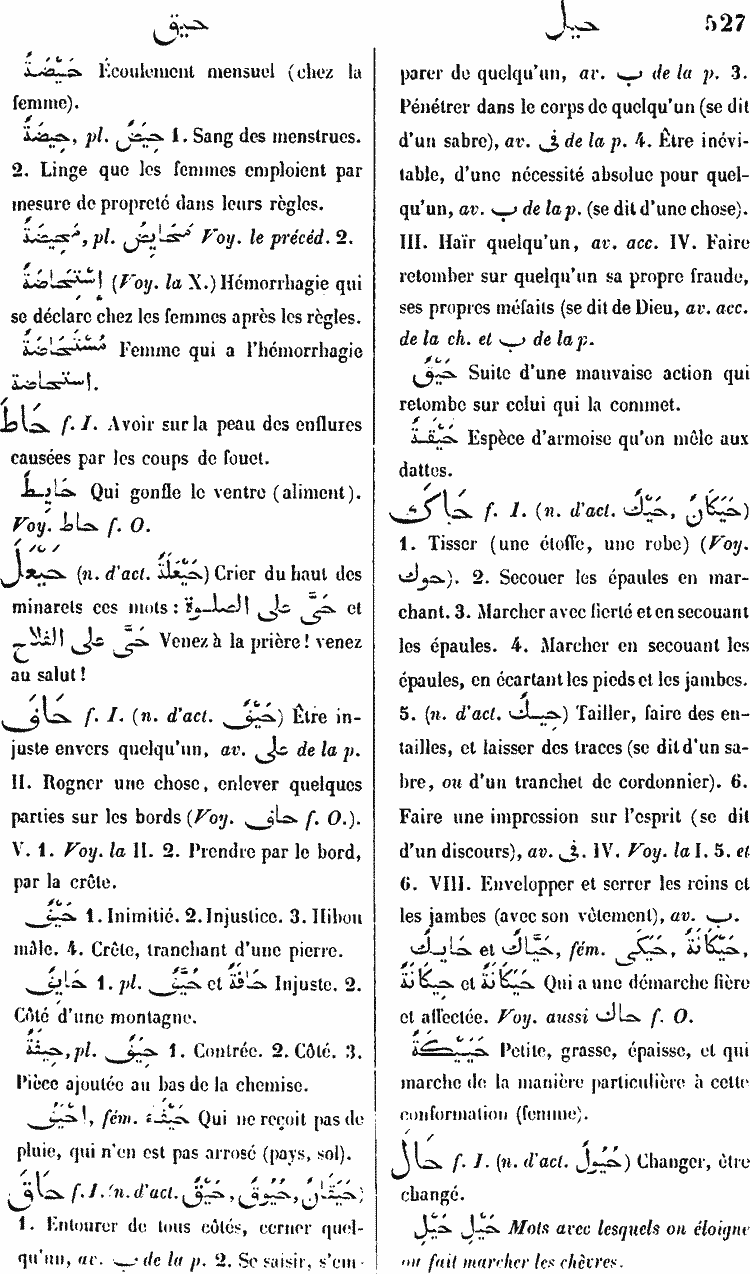 حيق
حيل
527
حَيْضَةٌ Écoulement mensuel (chez la
femme).
حِيضَةٌ, pl. حِيَضٌ 1. Sang des menstrues.
2. Linge que les femmes emploient par
mesure de propreté dans leurs règles.
مَحِيضَةٌ, pl. مَحَايِضُ Voy. le précéd. 2.
إِسْتِحَاضَةٌ (Voy. la X.) Hémorrhagie qui
se déclare chez les femmes après les règles.
مُسْتَحَاضَةٌ Femme qui a l'hémorrhagie
استحاضة.
حَاطَ f. I. Avoir sur la peau des enflures
causées par les coups de fouet.
حَايِطٌ Qui gonfle le ventre (aliment).
Voy. حاط f. O.
حَيْعَلَ (n. d'act. حَيْعَلَةٌ) Crier du haut des
minarets ces mots : حَىَّ على الصلوة et
حَىَّ على الفلاح Venez à la prière ! venez
au salut !
حَافَ f. I. (n. d'act. حَيْفٌ) Être in-
juste envers quelqu'un, av. على de la p.
II. Rogner une chose, enlever quelques
parties sur les bords (Voy. حاف f. O.).
V. 1. Voy. la II. 2. Prendre par le bord,
par la crête.
حَيْفٌ 1. Inimitié. 2. Injustice. 3. Hibou
mâle. 4. Crête, tranchant d'une pierre.
حَايِفٌ 1. pl. حُيَّفٌ et حَافَةٌ Injuste. 2.
Côté d'une montagne.
حِيفَةٌ, pl. حِيَفٌ 1. Contrée. 2. Côté. 3.
Pièce ajoutée au bas de la chemise.
أَحْيَفُ, fém. حَيْفَاءُ Qui ne reçoit pas de
pluie, qui n'en est pas arrosé (pays, sol).
حَاقَ f. I. (n. d'act. حَيْقٌ, حُيُوقٌ, حَيَقَانٌ)
1. Entourer de tous côtés, cerner quel-
qu'un, av. ب de la p. 2. Se saisir, s'em-
parer de quelqu'un, av. ب de la p. 3.
Pénétrer dans le corps de quelqu'un (se dit
d'un sabre), av. فى de la p. 4. Être inévi-
table, d'une nécessité absolue pour quel-
qu'un, av. ب de la p. (se dit d'une chose).
III. Haïr quelqu'un, av. acc. IV. Faire
retomber sur quelqu'un sa propre fraude,
ses propres méfaits (se dit de Dieu, av. acc.
de la ch. et ب de la p.
حَيْقٌ Suite d'une mauvaise action qui
retombe sur celui qui la commet.
حَيْقَةٌ Espèce d'armoise qu'on mêle aux
dattes.
حَاكَ f. I. (n. d'act. حَيْكٌ, حَيَكَانٌ)
1. Tisser (une étoffe, une robe) (Voy.
حوك). 2. Secouer les épaules en mar-
chant. 3. Marcher avec fierté et en secouant
les épaules. 4. Marcher en secouant les
épaules, en écartant les pieds et les jambes.
5. (n. d'act. حيك) Tailler, faire des en-
tailles, et laisser des traces (se dit d'un sa-
bre, ou d'un tranchet de cordonnier). 6.
Faire une impression sur l'esprit (se dit
d'un discours), av. فى. IV. Voy. la I. 5. et
6. VIII. Envelopper et serrer les reins et
les jambes (avec son vêtement), av. ب.
حَايِكٌ et حَيَّاكٌ, fém. حَيْكَى, حَيَّكَانَةٌ,
حَيْكَانَةٌ et حَيَكَانَةٌ Qui a une démarche fière
et affectée. Voy. aussi حاك f. O.
حُيَيْكَةٌ Petite, grasse, épaisse, et qui
marche de la manière particulière à cette
conformation (femme).
حَالَ f. I. (n. d'act. حُيُولٌ) Changer, être
changé.
حَيْلِ حَيْلِ Mots avec lesquels on éloigne
ou fait marcher les chèvres.